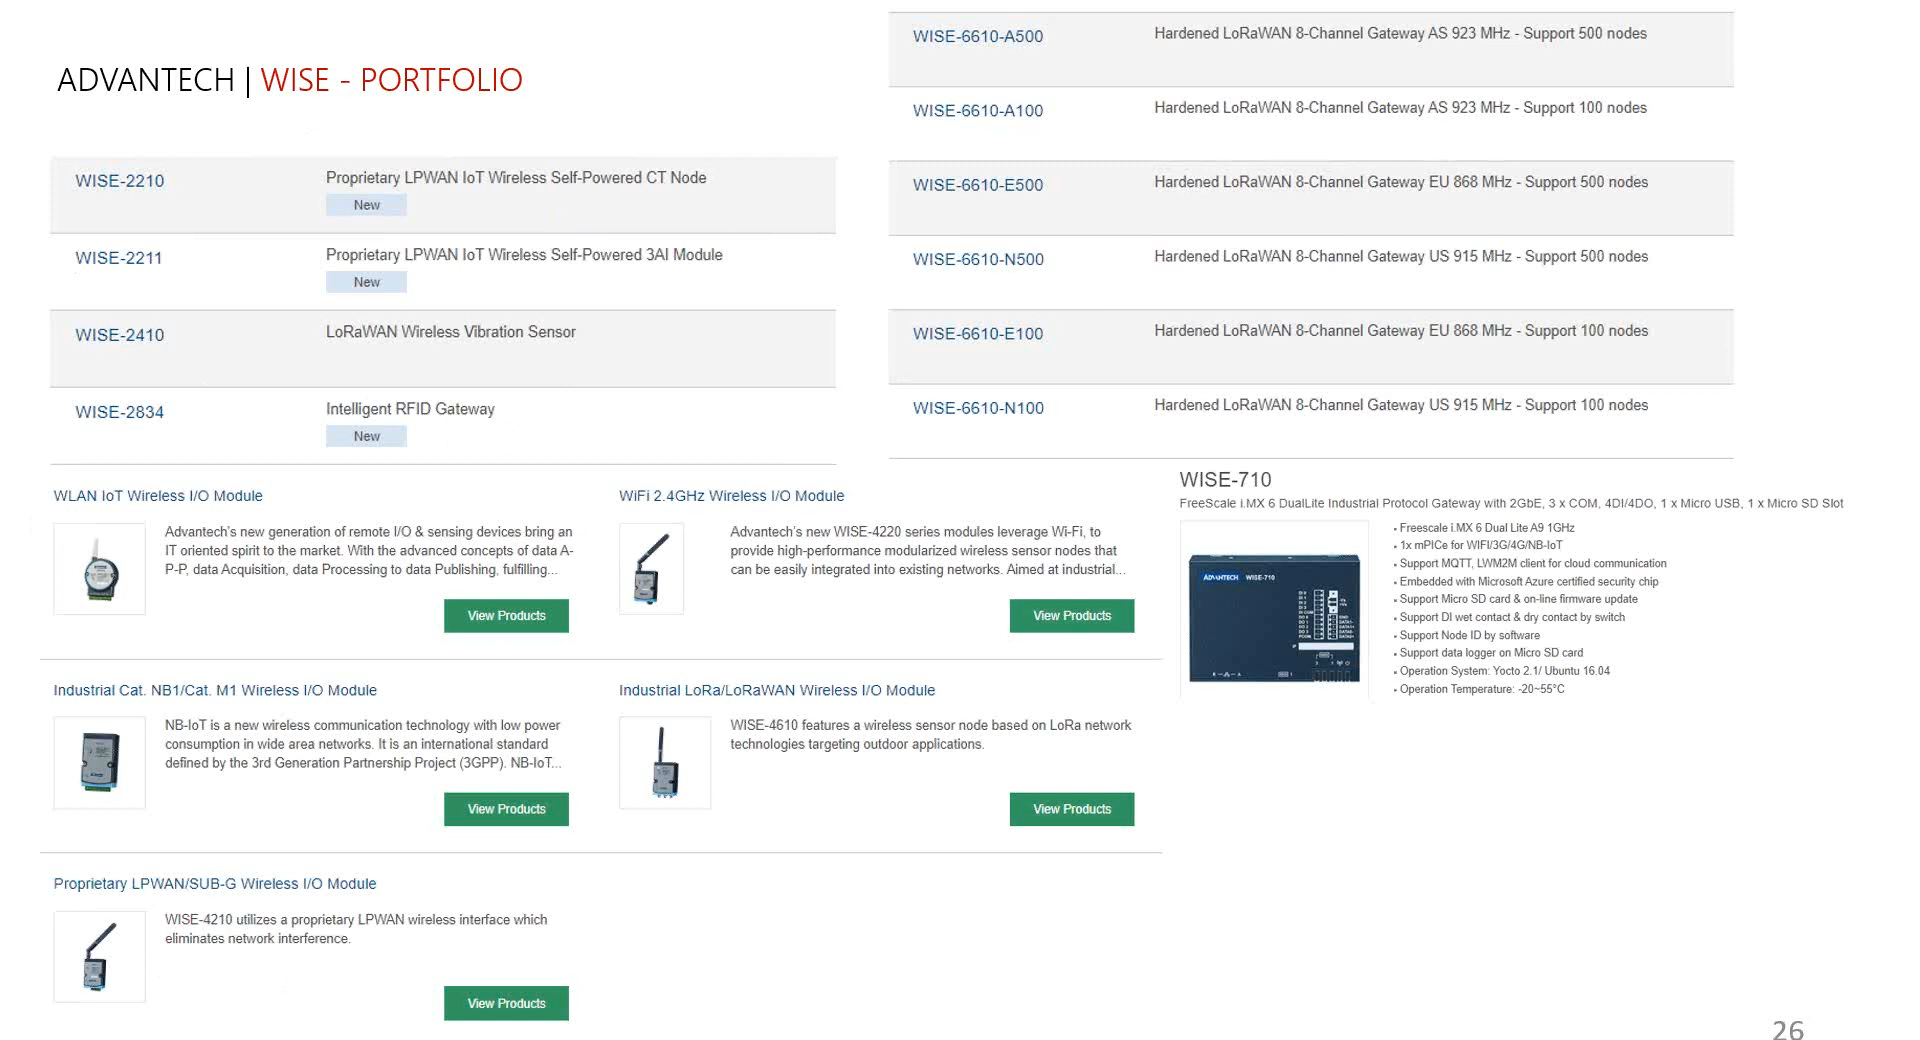 ADVANTECH | WISE - PORTFOLIO
WISE-2210
Proprietary LPWAN IoT Wireless Self-Powered CT Node
New
WISE-2211
Proprietary LPWAN IoT Wireless Self-Powered 3AI Module
New
WISE-2410
LoRaWAN Wireless Vibration Sensor
WISE-2834
Intelligent RFID Gateway
New
WISE-6610-A500
Hardened LoRaWAN 8-Channel Gateway AS 923 MHz - Support 500 nodes
WISE-6610-A100
Hardened LoRaWAN 8-Channel Gateway AS 923 MHz - Support 100 nodes
WISE-6610-E500
Hardened LoRaWAN 8-Channel Gateway EU 868 MHz - Support 500 nodes
WISE-6610-N500
Hardened LoRaWAN 8-Channel Gateway US 915 MHz - Support 500 nodes
WISE-6610-E100
Hardened LoRaWAN 8-Channel Gateway EU 868 MHz - Support 100 nodes
WISE-6610-N100
Hardened LoRaWAN 8-Channel Gateway US 915 MHz - Support 100 nodes
WLAN IoT Wireless I/O Module
Advantech's new generation of remote I/O & sensing devices bring an
IT oriented spirit to the market. With the advanced concepts of data A-
P-P, data Acquisition, data Processing to data Publishing, fulfilling...
View Products
WiFi 2.4GHz Wireless I/O Module
Advantech's new WISE-4220 series modules leverage Wi-Fi, to
provide high-performance modularized wireless sensor nodes that
can be easily integrated into existing networks. Aimed at industrial...
View Products
Industrial Cat. NB1/Cat. M1 Wireless I/O Module
NB-IoT is a new wireless communication technology with low power
consumption in wide area networks. It is an international standard
defined by the 3rd Generation Partnership Project (3GPP). NB-IoT...
View Products
Industrial LoRa/LoRaWAN Wireless I/O Module
WISE-4610 features a wireless sensor node based on LoRa network
technologies targeting outdoor applications.
View Products
Proprietary LPWAN/SUB-G Wireless I/O Module
WISE-4210 utilizes a proprietary LPWAN wireless interface which
eliminates network interference.
View Products
WISE-710
FreeScale i.MX 6 DualLite Industrial Protocol Gateway with 2GbE, 3 x COM, 4DI/4DO, 1 x Micro USB, 1 x Micro SD Slot
ADVANTECH WISE-710
• Freescale i.MX 6 Dual Lite A9 1GHz
• 1x mPICe for WIFI/3G/4G/NB-IoT
• Support MQTT, LWM2M client for cloud communication
• Embedded with Microsoft Azure certified security chip
• Support Micro SD card & on-line firmware update
• Support DI wet contact & dry contact by switch
• Support Node ID by software
• Support data logger on Micro SD card
• Operation System: Yocto 2.1/ Ubuntu 16.04
• Operation Temperature: -20~55°C
26